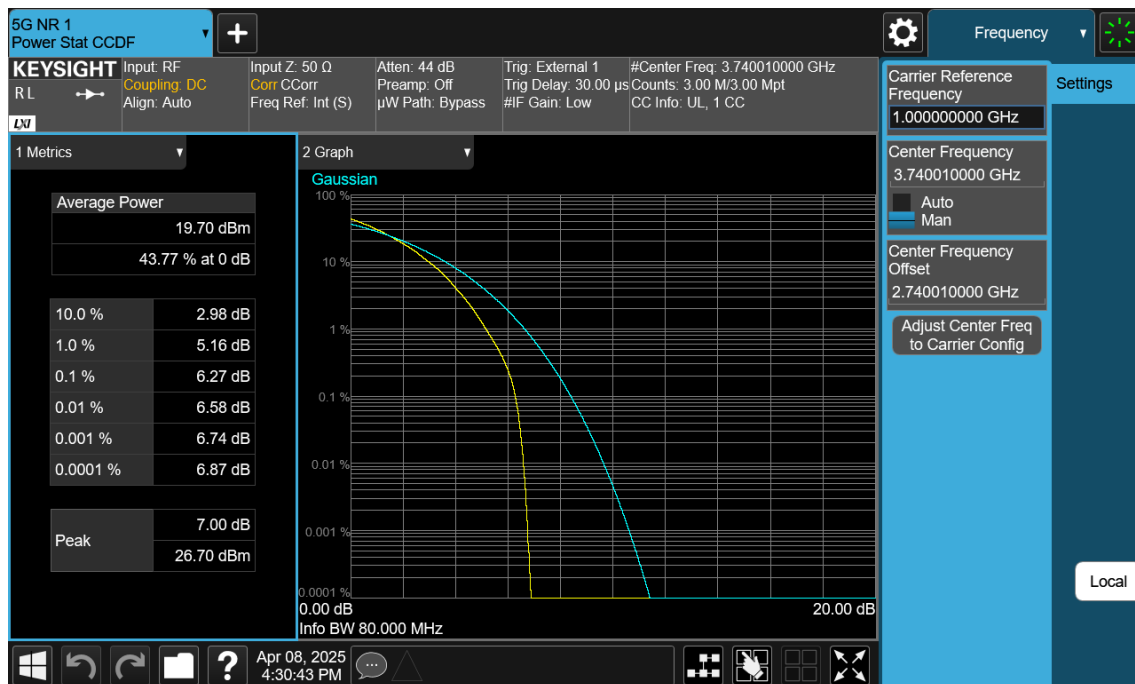 5G NR 1
Power Stat CCDF
+
Frequency
KEYSIGHT
RL
LXI
Input: RF
Coupling: DC
Align: Auto
Input Z: 50 Ω
Corr CCorr
Freq Ref: Int (S)
Atten: 44 dB
Preamp: Off
µW Path: Bypass
Trig: External 1
Trig Delay: 30.00 µs
#IF Gain: Low
#Center Freq: 3.740010000 GHz
Counts: 3.00 M/3.00 Mpt
CC Info: UL, 1 CC
Carrier Reference
Frequency
1.000000000 GHz
Settings
Center Frequency
3.740010000 GHz
Auto
Man
Center Frequency
Offset
2.740010000 GHz
Adjust Center Freq
to Carrier Config
Local
1 Metrics
Average Power
19.70 dBm
43.77 % at 0 dB
10.0 % 2.98 dB
1.0 % 5.16 dB
0.1 % 6.27 dB
0.01 % 6.58 dB
0.001 % 6.74 dB
0.0001 % 6.87 dB
Peak
7.00 dB
26.70 dBm
2 Graph
Gaussian
100 %
10 %
1 %
0.1 %
0.01 %
0.001 %
0.0001 %
0.00 dB 20.00 dB
Info BW 80.000 MHz
?
Apr 08, 2025
4:30:43 PM